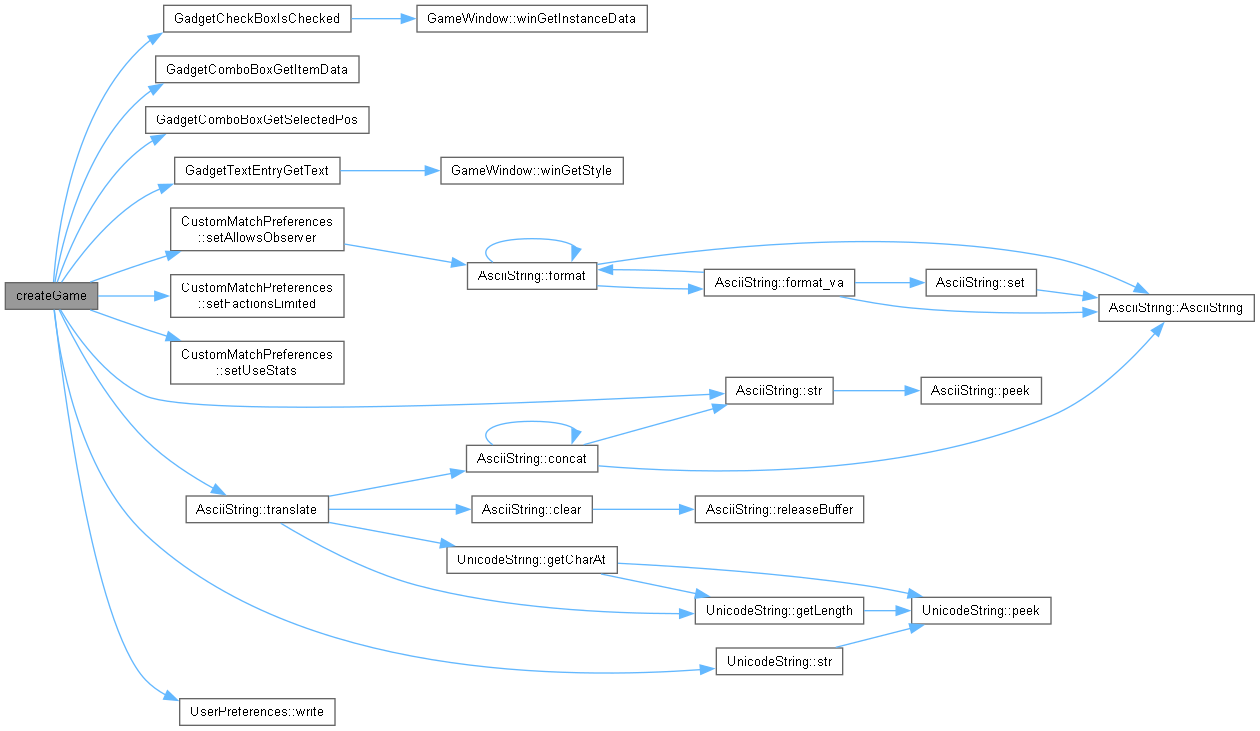 GadgetCheckBoxIsChecked
GameWindow::winGetInstanceData
GadgetComboBoxGetItemData
GadgetComboBoxGetSelectedPos
GadgetTextEntryGetText
GameWindow::winGetStyle
CustomMatchPreferences
::setAllowsObserver
AsciiString::format
AsciiString::format_va
AsciiString::set
AsciiString::AsciiString
createGame
CustomMatchPreferences
::setFactionsLimited
CustomMatchPreferences
::setUseStats
AsciiString::str
AsciiString::peek
AsciiString::concat
AsciiString::translate
AsciiString::clear
AsciiString::releaseBuffer
UnicodeString::getCharAt
UnicodeString::getLength
UnicodeString::peek
UnicodeString::str
UserPreferences::write